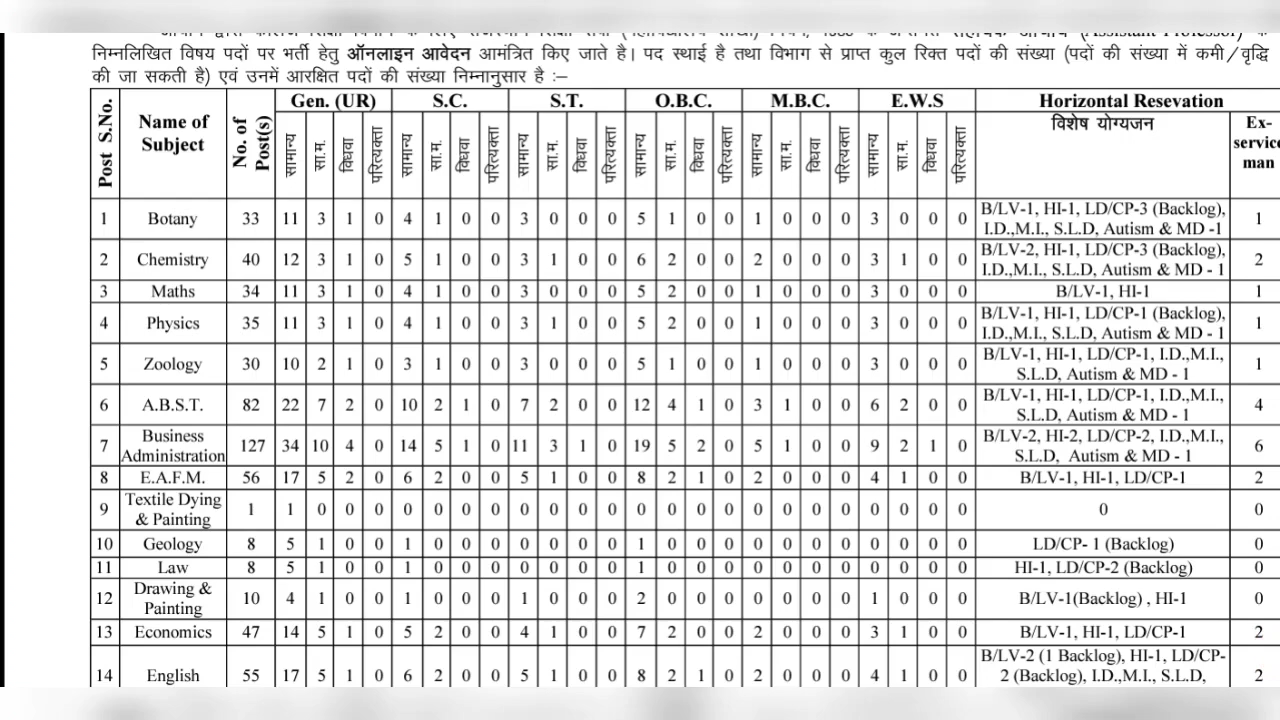 निम्नलिखित विषय पदों पर भर्ती हेतु ऑनलाइन आवेदन आमंत्रित किए जाते है। पद स्थाई है तथा विभाग से प्राप्त कुल रिक्त पदों की संख्या (पदों की संख्या में कमी/वृद्धि
की जा सकती है) एवं उनमें आरक्षित पदों की संख्या निम्नानुसार है :–
Post S.No. Name of Subject No. of Post(s) Gen. (UR) S.C. S.T. O.B.C. M.B.C. E.W.S Horizontal Resevation
सामान्य सा.म. विधवा परित्यक्ता सामान्य सा.म. विधवा परित्यक्ता सामान्य सा.म. विधवा परित्यक्ता सामान्य सा.म. विधवा परित्यक्ता सामान्य सा.म. विधवा परित्यक्ता सामान्य सा.म. विधवा परित्यक्ता विशेष योग्यजन Ex-service man
1 Botany 33 11 3 1 0 4 1 0 0 3 0 0 0 5 1 0 0 1 0 0 0 3 0 0 0 B/LV-1, HI-1, LD/CP-3 (Backlog), I.D.,M.I., S.L.D, Autism & MD -1 1
2 Chemistry 40 12 3 1 0 5 1 0 0 3 1 0 0 6 2 0 0 2 0 0 0 3 1 0 0 B/LV-2, HI-1, LD/CP-3 (Backlog), I.D.,M.I., S.L.D, Autism & MD - 1 2
3 Maths 34 11 3 1 0 4 1 0 0 3 0 0 0 5 2 0 0 1 0 0 0 3 0 0 0 B/LV-1, HI-1 1
4 Physics 35 11 3 1 0 4 1 0 0 3 1 0 0 5 2 0 0 1 0 0 0 3 0 0 0 B/LV-1, HI-1, LD/CP-1 (Backlog), I.D.,M.I., S.L.D, Autism & MD - 1 1
5 Zoology 30 10 2 1 0 3 1 0 0 3 0 0 0 5 1 0 0 1 0 0 0 3 0 0 0 B/LV-1, HI-1, LD/CP-1, I.D.,M.I., S.L.D, Autism & MD - 1 1
6 A.B.S.T. 82 22 7 2 0 10 2 1 0 7 2 0 0 12 4 1 0 3 1 0 0 6 2 0 0 B/LV-1, HI-1, LD/CP-1, I.D.,M.I., S.L.D, Autism & MD - 1 4
7 Business Administration 127 34 10 4 0 14 5 1 0 11 3 1 0 19 5 2 0 5 1 0 0 9 2 1 0 B/LV-2, HI-2, LD/CP-2, I.D.,M.I., S.L.D, Autism & MD - 1 6
8 E.A.F.M. 56 17 5 2 0 6 2 0 0 5 1 0 0 8 2 1 0 2 0 0 0 4 1 0 0 B/LV-1, HI-1, LD/CP-1 2
9 Textile Dying & Painting 1 1 0 0 0 0 0 0 0 0 0 0 0 0 0 0 0 0 0 0 0 0 0 0 0 0 0
10 Geology 8 5 1 0 0 1 0 0 0 0 0 0 0 1 0 0 0 0 0 0 0 0 0 0 0 LD/CP- 1 (Backlog) 0
11 Law 8 5 1 0 0 1 0 0 0 0 0 0 0 1 0 0 0 0 0 0 0 0 0 0 0 HI-1, LD/CP-2 (Backlog) 0
12 Drawing & Painting 10 4 1 0 0 1 0 0 0 1 0 0 0 2 0 0 0 0 0 0 0 1 0 0 0 B/LV-1(Backlog) , HI-1 0
13 Economics 47 14 5 1 0 5 2 0 0 4 1 0 0 7 2 0 0 2 0 0 0 3 1 0 0 B/LV-1, HI-1, LD/CP-1 2
14 English 55 17 5 1 0 6 2 0 0 5 1 0 0 8 2 1 0 2 0 0 0 4 1 0 0 B/LV-2 (1 Backlog), HI-1, LD/CP-2 (Backlog), I.D.,M.I., S.L.D, 2